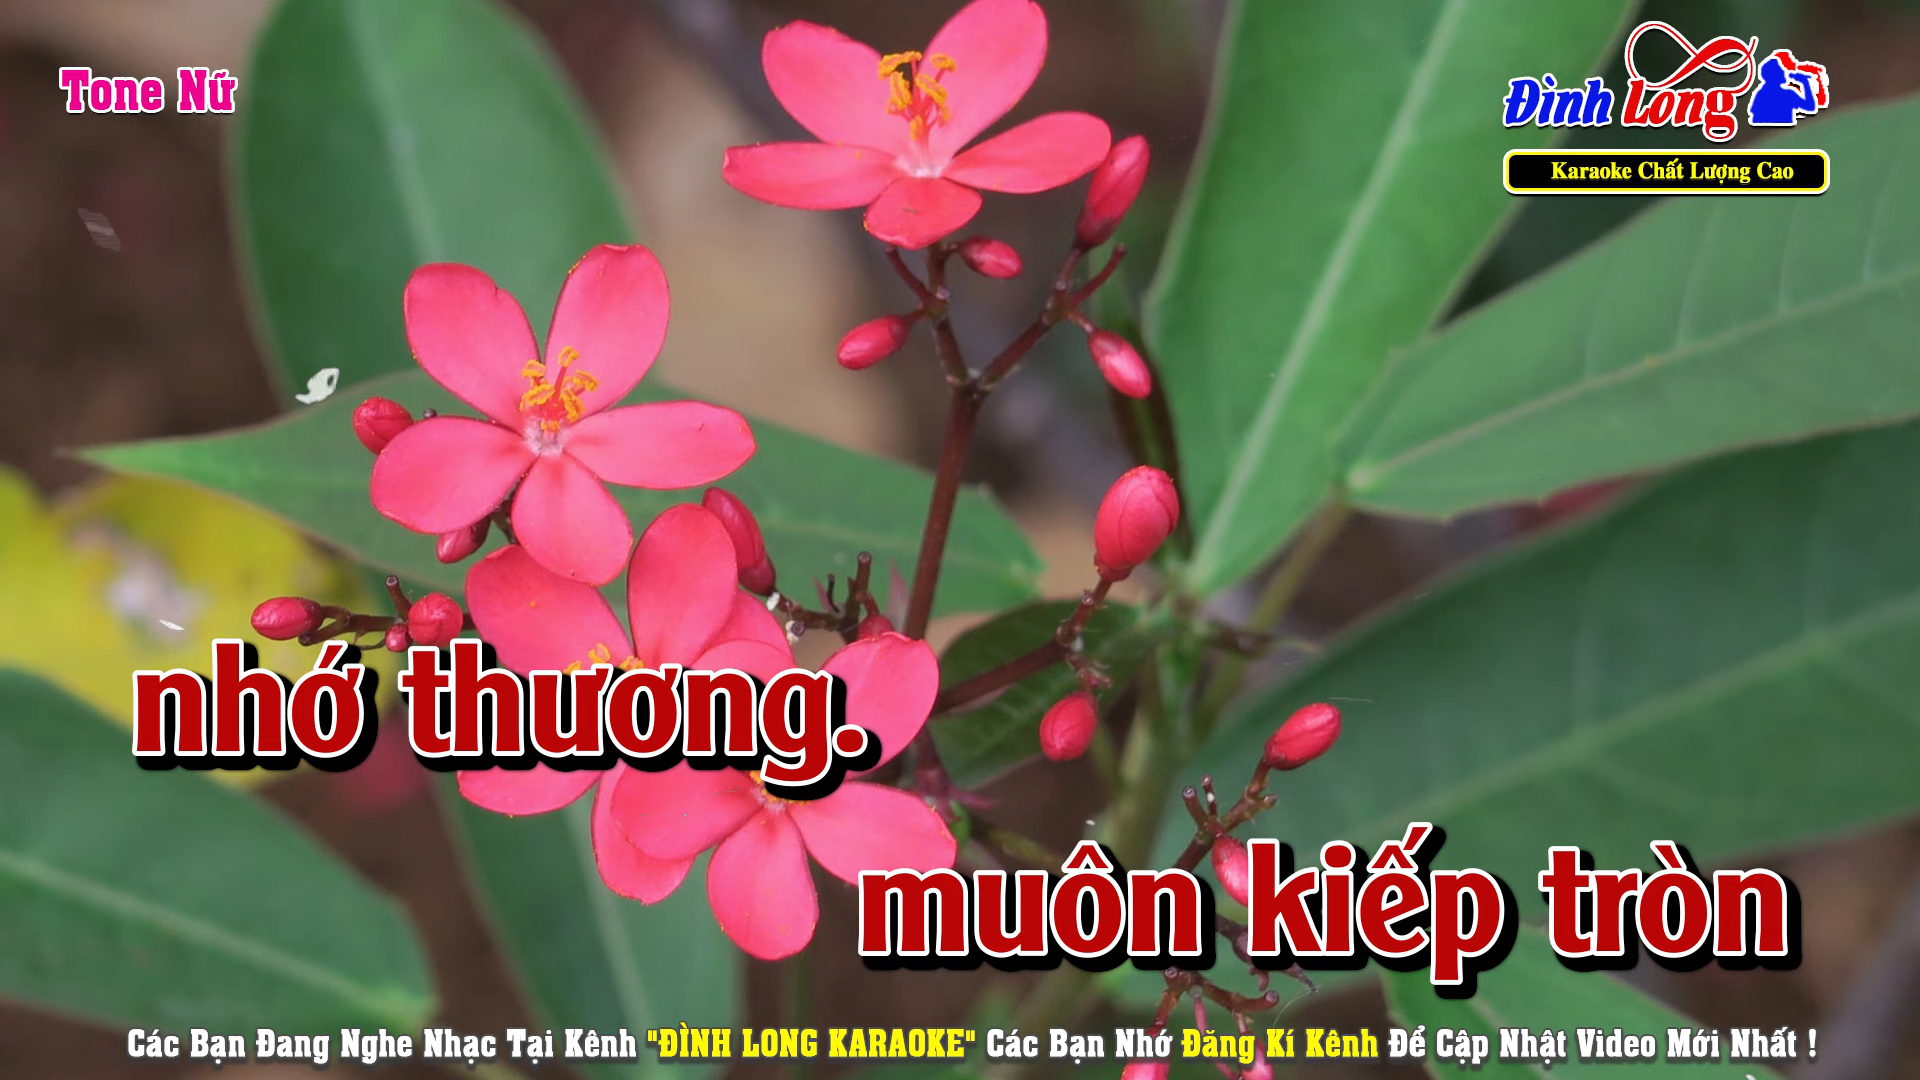 Tone Nữ
Đình Long
Karaoke Chất Lượng Cao
nhớ thương.
muôn kiếp tròn
Các Bạn Đang Nghe Nhạc Tại Kênh "ĐÌNH LONG KARAOKE" Các Bạn Nhớ Đăng Kí Kênh Để Cập Nhật Video Mới Nhất !